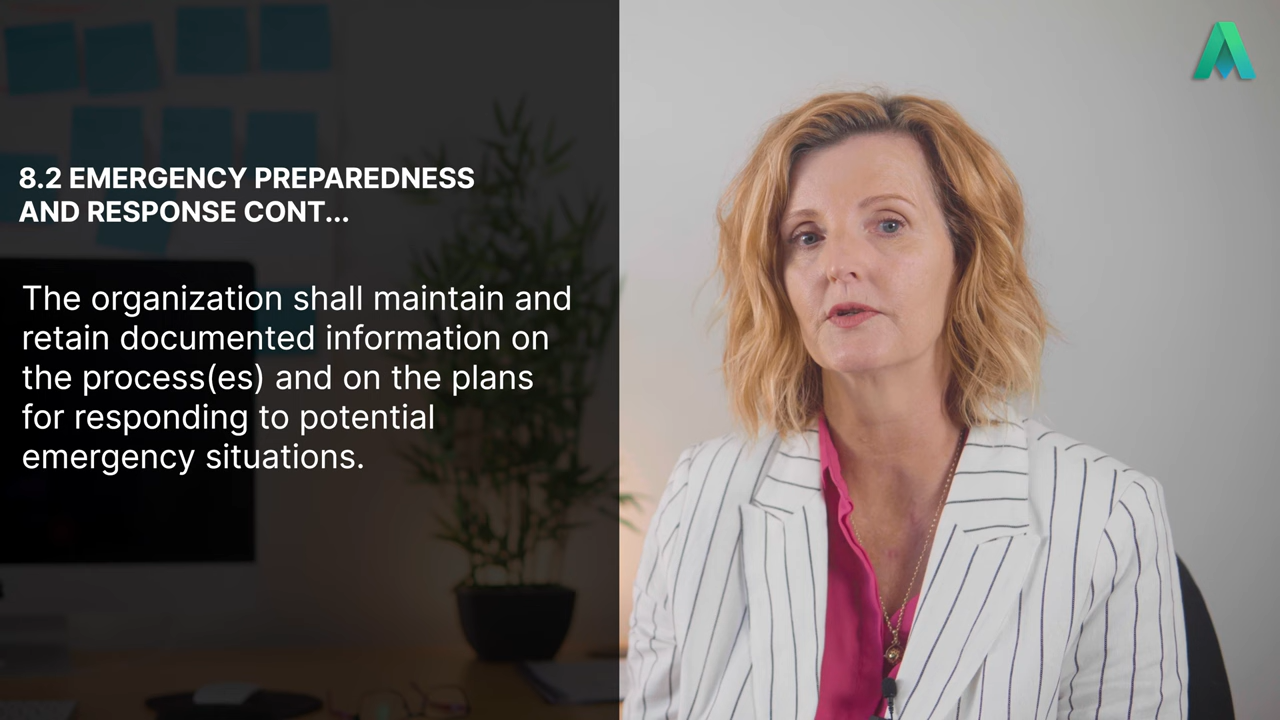 8.2 EMERGENCY PREPAREDNESS
AND RESPONSE CONT...
The organization shall maintain and
retain documented information on
the process(es) and on the plans
for responding to potential
emergency situations.